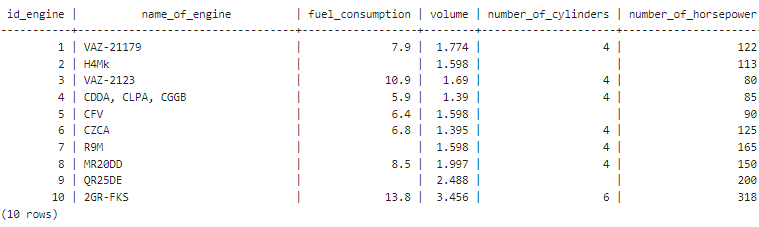 id_engine |        name_of_engine        | fuel_consumption | volume | number_of_cylinders | number_of_horsepower
-----------+------------------------------+------------------+--------+---------------------+----------------------
         1 | VAZ-21179                    |              7.9 |  1.774 |                   4 |                  122
         2 | H4Mk                         |                  |  1.598 |                     |                  113
         3 | VAZ-2123                     |             10.9 |   1.69 |                   4 |                   80
         4 | CDDA, CLPA, CGGB             |              5.9 |   1.39 |                   4 |                   85
         5 | CFV                          |              6.4 |  1.598 |                     |                   90
         6 | CZCA                         |              6.8 |  1.395 |                   4 |                  125
         7 | R9M                          |                  |  1.598 |                   4 |                  165
         8 | MR20DD                       |              8.5 |  1.997 |                   4 |                  150
         9 | QR25DE                       |                  |  2.488 |                     |                  200
        10 | 2GR-FKS                      |             13.8 |  3.456 |                   6 |                  318
(10 rows)